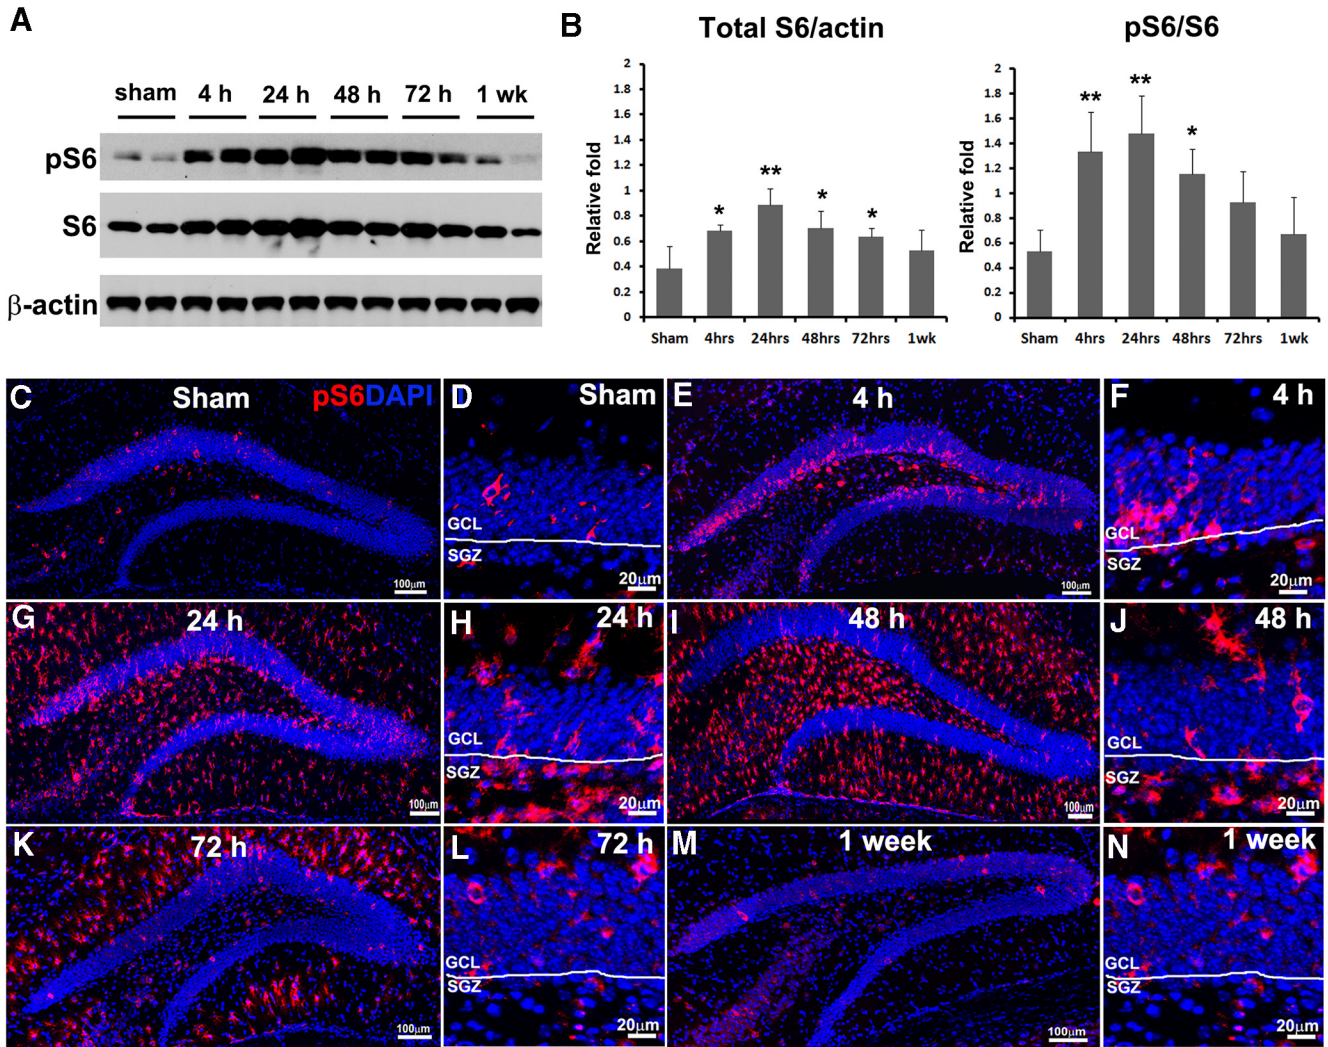 A
sham 4 h 24 h 48 h 72 h 1 wk
pS6
S6
β-actin
B
Total S6/actin
Relative fold
2
1.8
1.6
1.4
1.2
1
0.8
0.6
0.4
0.2
0
*
**
*
*
Sham 4hrs 24hrs 48hrs 72hrs 1wk
pS6/S6
Relative fold
2
1.8
1.6
1.4
1.2
1
0.8
0.6
0.4
0.2
0
**
**
*
Sham 4hrs 24hrs 48hrs 72hrs 1wk
C Sham pS6DAPI
100μm
D Sham
GCL
SGZ
20μm
E 4 h
100μm
F 4 h
GCL
SGZ
20μm
G 24 h
100μm
H 24 h
GCL
SGZ
20μm
I 48 h
100μm
J 48 h
GCL
SGZ
20μm
K 72 h
100μm
L 72 h
GCL
SGZ
20μm
M 1 week
100μm
N 1 week
GCL
SGZ
20μm